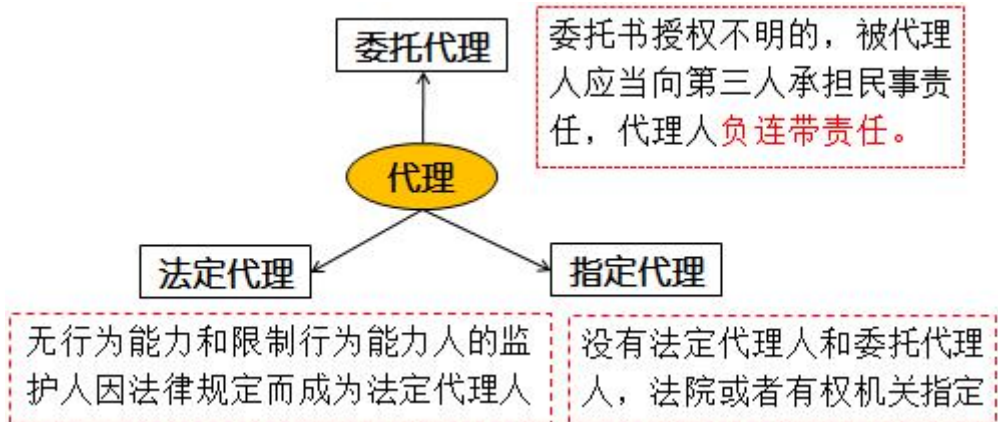 委托代理
委托书授权不明的，被代理
人应当向第三人承担民事责
任，代理人负连带责任。
代理
法定代理
指定代理
无行为能力和限制行为能力人的监
护人因法律规定而成为法定代理人
没有法定代理人和委托代理
人，法院或者有权机关指定